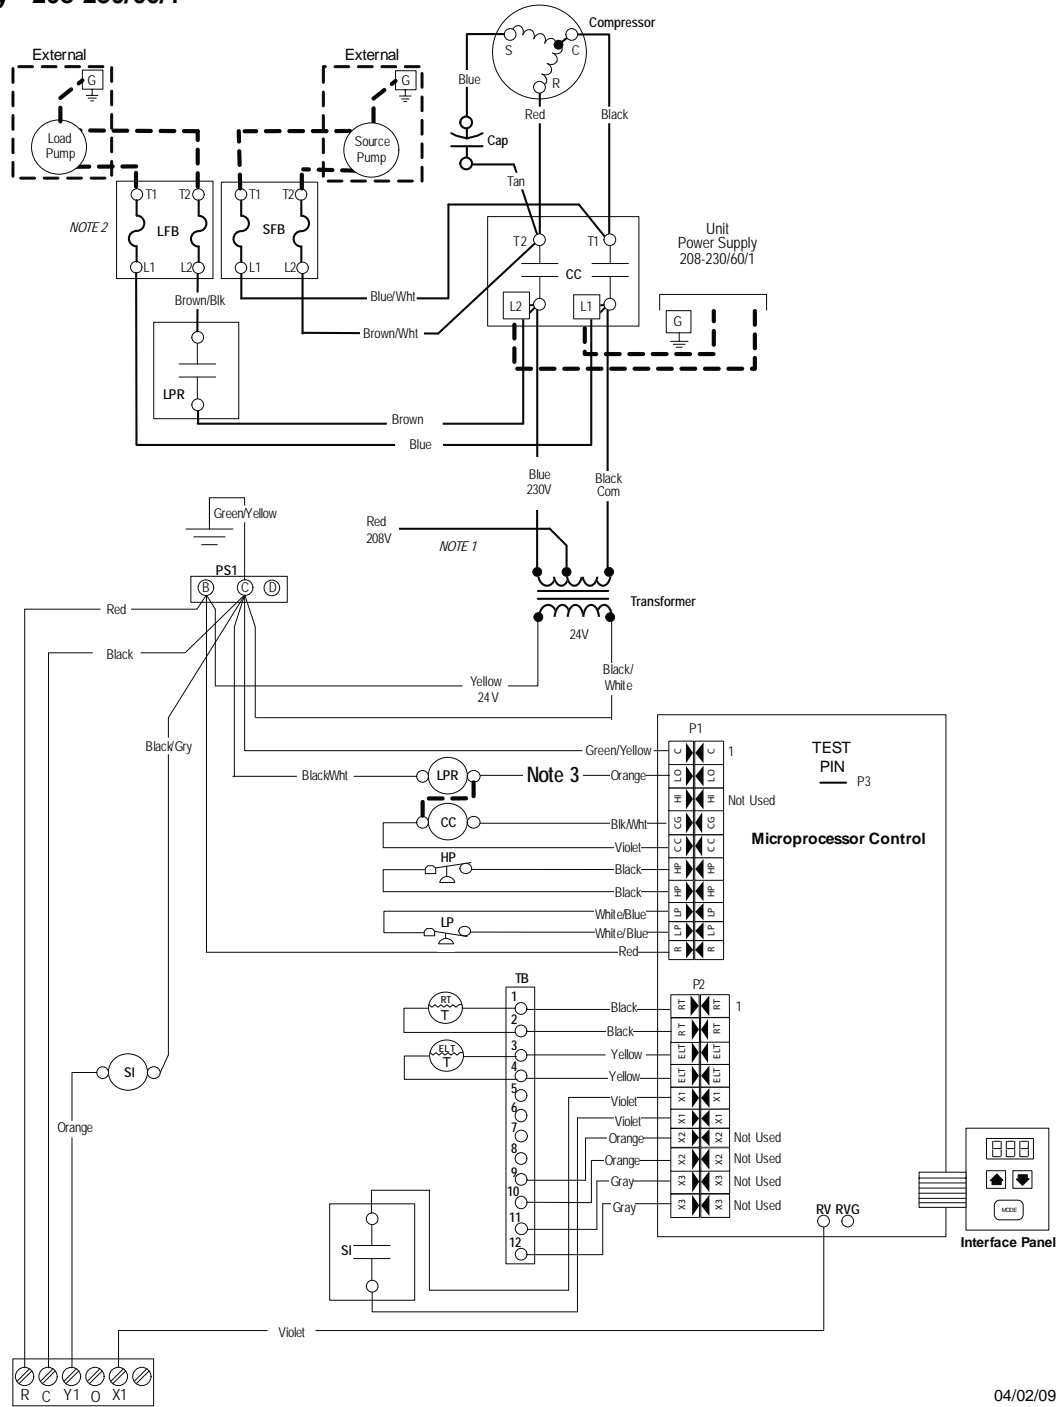 208-230/60/1
Compressor
S
C
R
External
External
G
G
Load
Pump
Source
Pump
Blue
Cap
Tan
Red
Black
T1
T2
T1
T2
NOTE 2
LFB
SFB
L1
L2
L1
L2
T2
T1
CC
L2
L1
Unit
Power Supply
208-230/60/1
G
Brown/Blk
Blue/Wht
Brown/Wht
LPR
Brown
Blue
Blue
230V
Black
Com
Green/Yellow
Red
208V
NOTE 1
PS1
B
C
D
Transformer
24V
Red
Black
Yellow
24 V
Black/
White
Black/Gry
P1
Green/Yellow
C
C
1
TEST
PIN
P3
Black/Wht
LPR
Note 3
Orange
LO
LO
HI
HI
Not Used
CC
Blk/Wht
CG
CG
Microprocessor Control
Violet
CC
CC
HP
Black
HP
HP
Black
HP
HP
White/Blue
LP
LP
LP
White/Blue
LP
LP
Red
R
R
TB
P2
RT
T
1
Black
RT
RT
1
2
Black
RT
RT
ELT
T
3
Yellow
ELT
ELT
4
Yellow
ELT
ELT
5
Violet
X1
X1
6
Violet
X1
X1
7
Orange
X2
X2
Not Used
8
Orange
X2
X2
Not Used
9
Gray
X3
X3
Not Used
10
Gray
X3
X3
Not Used
11
12
SI
Orange
SI
RV RVG
MODE
Interface Panel
Violet
R
C
Y1
O
X1
04/02/09